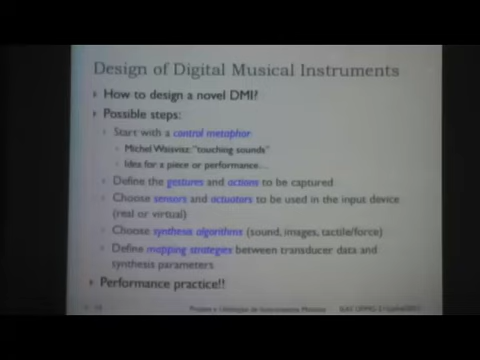 Design of Digital Musical Instruments
How to design a novel DMI?
Possible steps:
Start with a control metaphor
Michel Waisvisz: "touching sounds"
Idea for a piece or performance...
Define the gestures and actions to be captured
Choose sensors and actuators to be used in the input device
(real or virtual)
Choose synthesis algorithms (sound, images, tactile/force)
Define mapping strategies between transducer data and
synthesis parameters
Performance practice!!